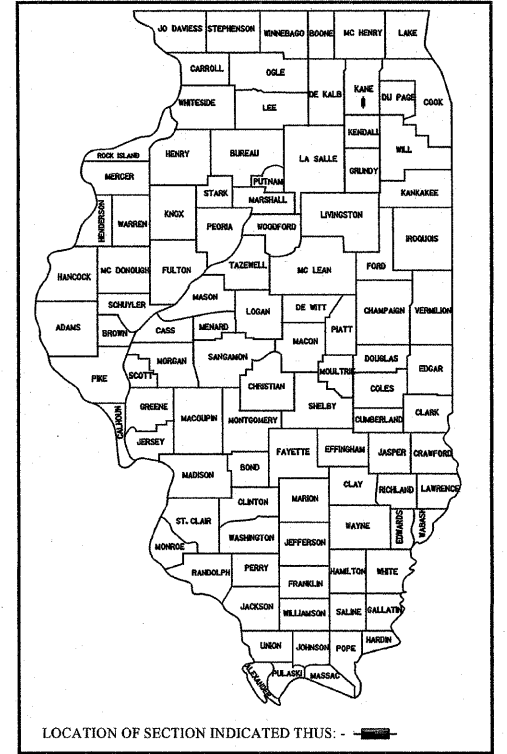 JO DAVIESS STEPHENSON WINNEBAGO BOONE MC HENRY LAKE
CARROLL OGLE DE KALB KANE DU PAGE COOK
WHITESIDE LEE
KENDALL WILL
ROCK ISLAND HENRY BUREAU LA SALLE GRUNDY
MERCER PUTNAM KANKAKEE
STARK MARSHALL
HENDERSON WARREN KNOX PEORIA WOODFORD LIVINGSTON IROQUOIS
HANCOCK MC DONOUGH FULTON TAZEWELL MC LEAN FORD
MASON
SCHUYLER LOGAN DE WITT CHAMPAIGN VERMILION
ADAMS BROWN CASS MENARD MACON PIATT
MORGAN SANGAMON DOUGLAS EDGAR
PIKE SCOTT CHRISTIAN MOULTRIE COLES
CALHOUN GREENE MACOUPIN MONTGOMERY SHELBY CUMBERLAND CLARK
JERSEY
FAYETTE EFFINGHAM JASPER CRAWFORD
MADISON BOND CLAY RICHLAND LAWRENCE
CLINTON MARION
ST. CLAIR WAYNE EDWARDS WABASH
MONROE WASHINGTON JEFFERSON
RANDOLPH PERRY HAMILTON WHITE
FRANKLIN
JACKSON WILLIAMSON SALINE GALLATIN
UNION JOHNSON POPE HARDIN
ALEXANDER PULASKI MASSAC
LOCATION OF SECTION INDICATED THUS: -